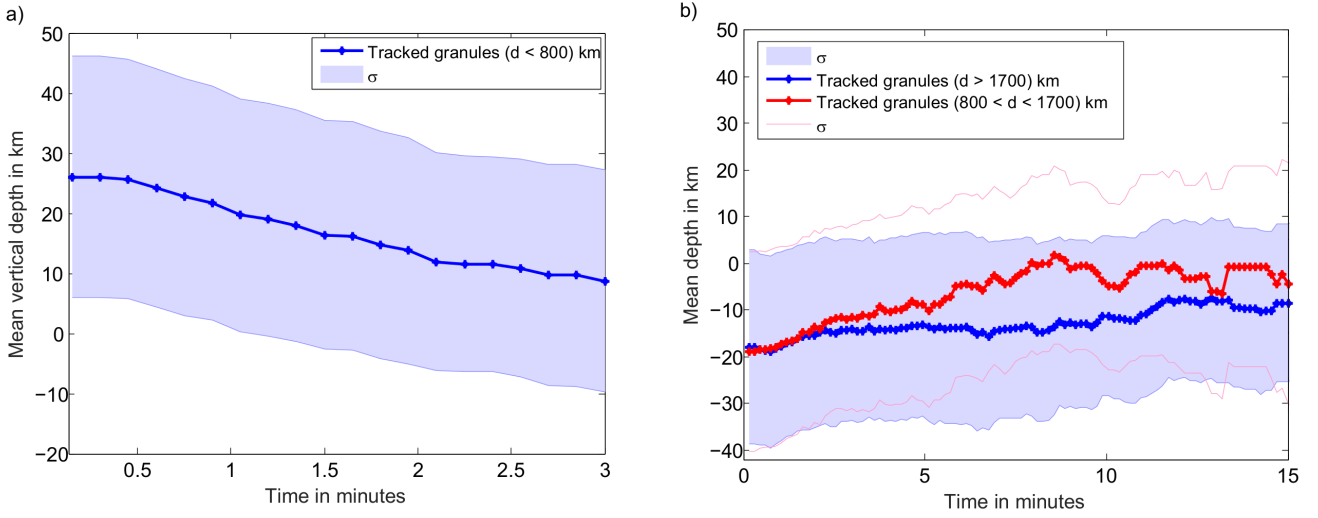 a)
Mean vertical depth in km
50
40
30
20
10
0
−10
−20
Tracked granules (d < 800) km
σ
0.5
1
1.5
2
2.5
3
Time in minutes
b)
Mean depth in km
50
40
30
20
10
0
−10
−20
−30
−40
σ
Tracked granules (d > 1700) km
Tracked granules (800 < d < 1700) km
σ
0
5
10
15
Time in minutes